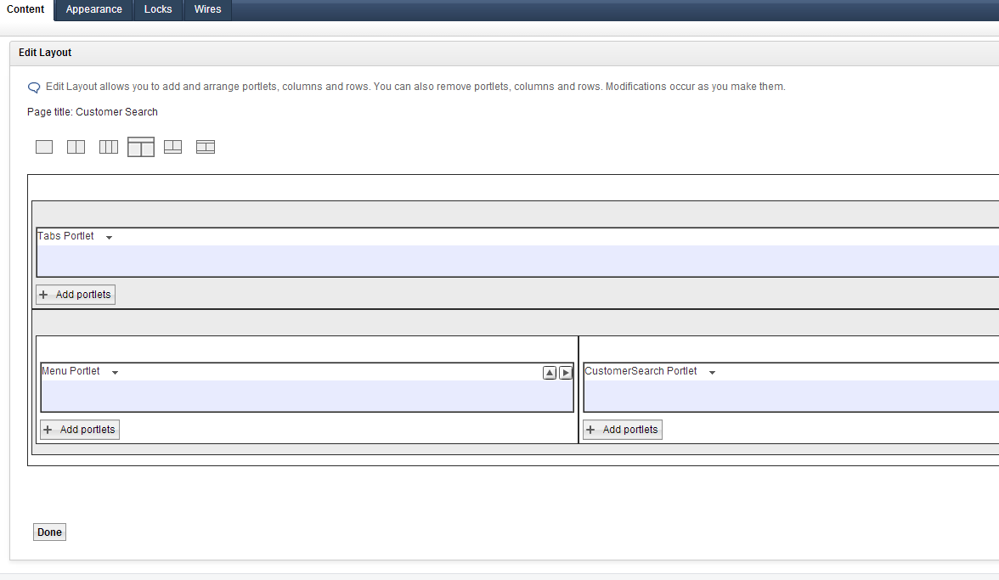 Content Appearance Locks Wires
Edit Layout
Edit Layout allows you to add and arrange portlets, columns and rows. You can also remove portlets, columns and rows. Modifications occur as you make them.
Page title: Customer Search
Tabs Portlet
Add portlets
Menu Portlet CustomerSearch Portlet
Add portlets Add portlets
Done